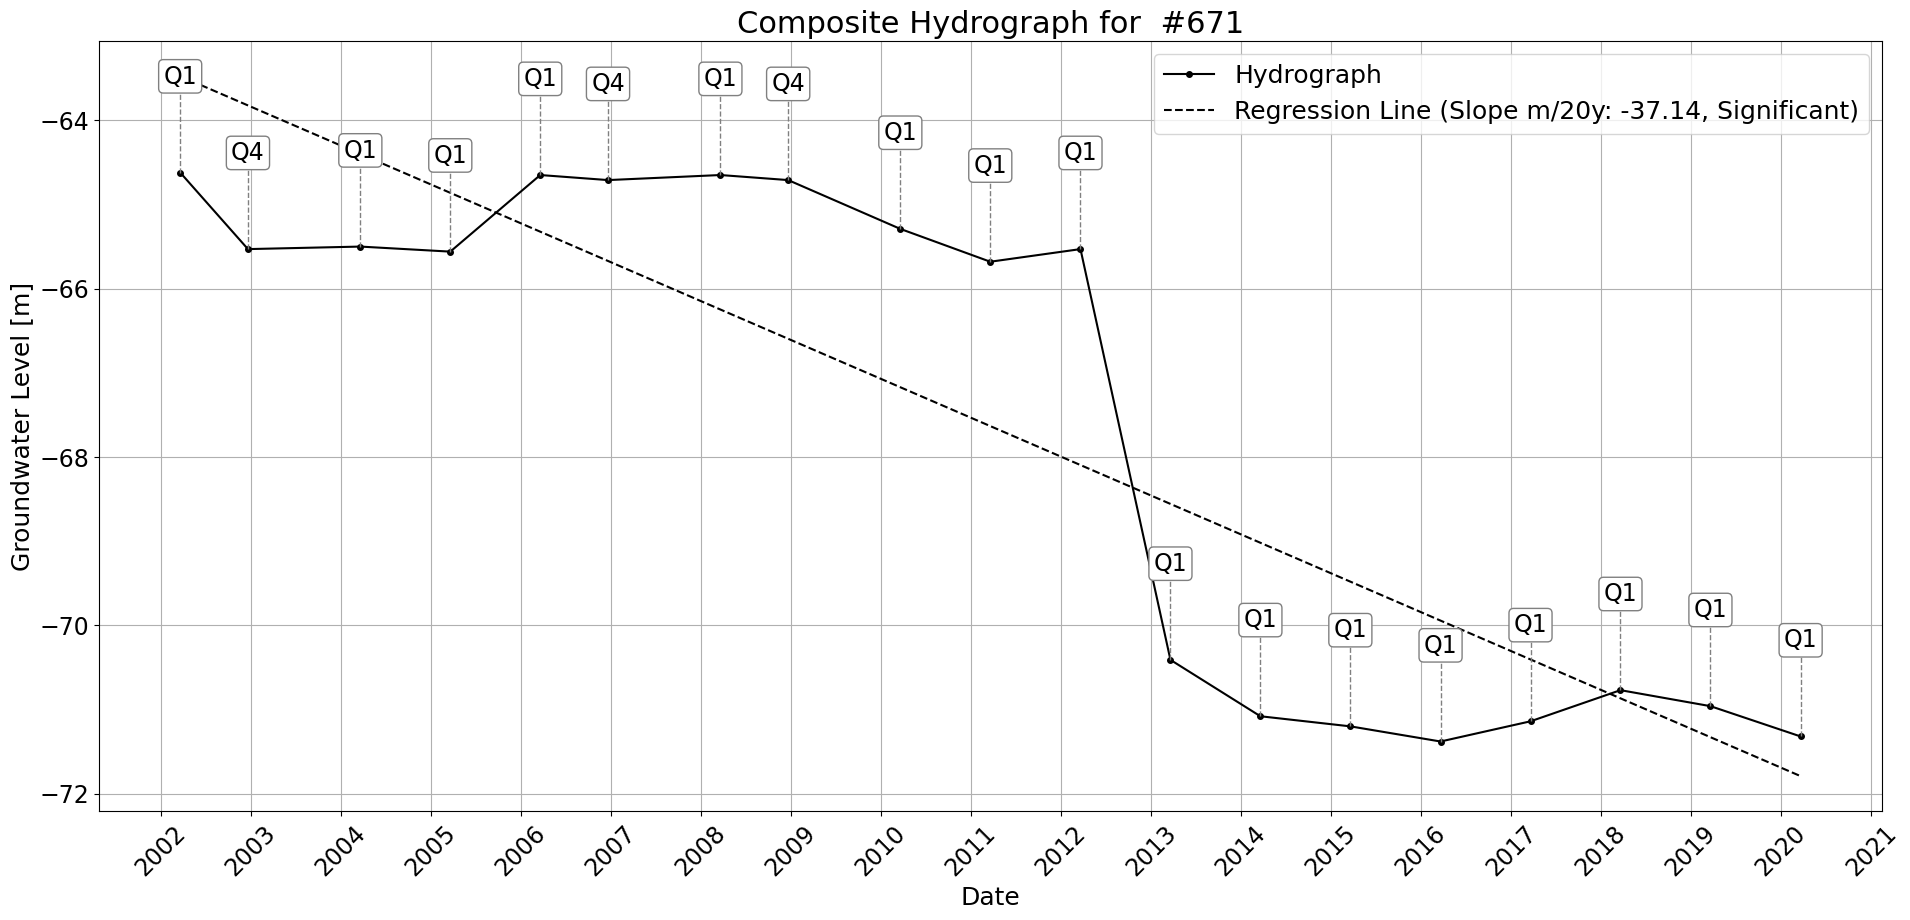 Composite Hydrograph for  #671
Hydrograph
Regression Line (Slope m/20y: -37.14, Significant)
Q1
Q4
Q1
Q1
Q1
Q4
Q1
Q4
Q1
Q1
Q1
Q1
Q1
Q1
Q1
Q1
Q1
Q1
Q1
Groundwater Level [m]
−64
−66
−68
−70
−72
2002
2003
2004
2005
2006
2007
2008
2009
2010
2011
2012
2013
2014
2015
2016
2017
2018
2019
2020
2021
Date